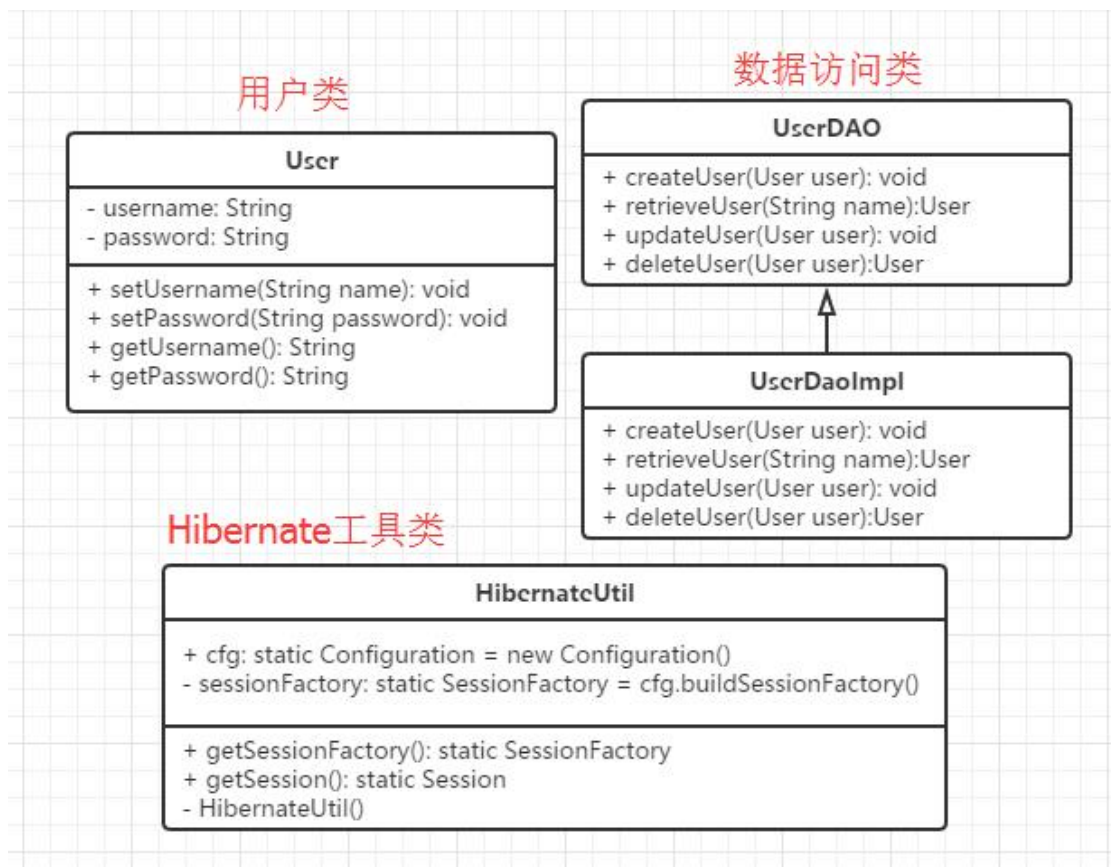 用户类
User
- username: String
- password: String
+ setUsername(String name): void
+ setPassword(String password): void
+ getUsername(): String
+ getPassword(): String
数据访问类
UserDAO
+ createUser(User user): void
+ retrieveUser(String name):User
+ updateUser(User user): void
+ deleteUser(User user):User
UserDaoImpl
+ createUser(User user): void
+ retrieveUser(String name):User
+ updateUser(User user): void
+ deleteUser(User user):User
Hibernate工具类
HibernateUtil
+ cfg: static Configuration = new Configuration()
- sessionFactory: static SessionFactory = cfg.buildSessionFactory()
+ getSessionFactory(): static SessionFactory
+ getSession(): static Session
- HibernateUtil()